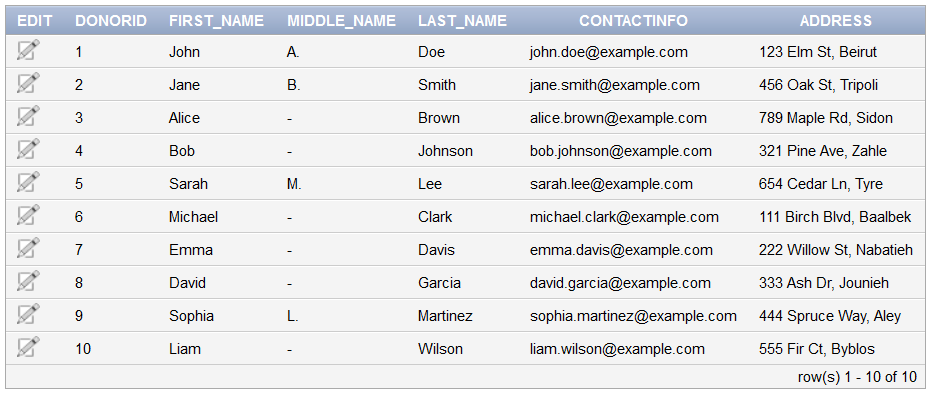 EDIT DONORID FIRST_NAME MIDDLE_NAME LAST_NAME CONTACTINFO ADDRESS
1 John A. Doe john.doe@example.com 123 Elm St, Beirut
2 Jane B. Smith jane.smith@example.com 456 Oak St, Tripoli
3 Alice - Brown alice.brown@example.com 789 Maple Rd, Sidon
4 Bob - Johnson bob.johnson@example.com 321 Pine Ave, Zahle
5 Sarah M. Lee sarah.lee@example.com 654 Cedar Ln, Tyre
6 Michael - Clark michael.clark@example.com 111 Birch Blvd, Baalbek
7 Emma - Davis emma.davis@example.com 222 Willow St, Nabatieh
8 David - Garcia david.garcia@example.com 333 Ash Dr, Jounieh
9 Sophia L. Martinez sophia.martinez@example.com 444 Spruce Way, Aley
10 Liam - Wilson liam.wilson@example.com 555 Fir Ct, Byblos
row(s) 1 - 10 of 10